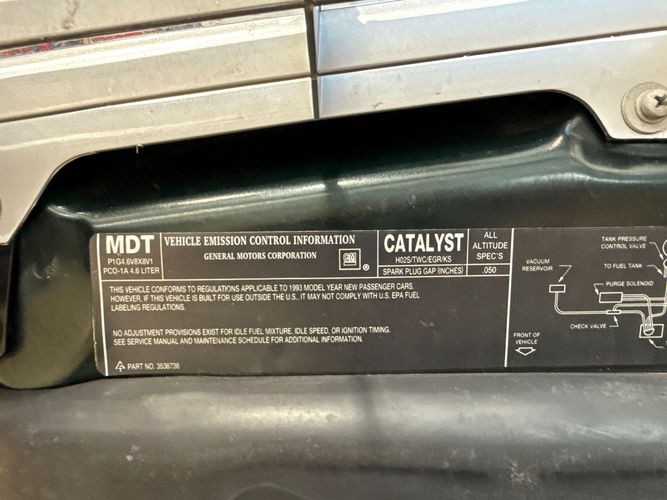 MDT
P1G4.6V8X8V1
PCO-1A 4.6 LITER
VEHICLE EMISSION CONTROL INFORMATION
GENERAL MOTORS CORPORATION
GM
®
CATALYST
H02S/TWC/EGR/KS
SPARK PLUG GAP (INCHES)
ALL
ALTITUDE
SPEC'S
.050
THIS VEHICLE CONFORMS TO REGULATIONS APPLICABLE TO 1993 MODEL YEAR NEW PASSENGER CARS.
HOWEVER, IF THIS VEHICLE IS BUILT FOR USE OUTSIDE THE U.S., IT MAY NOT COMPLY WITH U.S. EPA FUEL
LABELING REGULATIONS.
NO ADJUSTMENT PROVISIONS EXIST FOR IDLE FUEL MIXTURE, IDLE SPEED, OR IGNITION TIMING.
SEE SERVICE MANUAL AND MAINTENANCE SCHEDULE FOR ADDITIONAL INFORMATION.
PART NO. 3538738
TANK PRESSURE
CONTROL VALVE
TO FUEL TANK
VACUUM
RESERVOIR
PURGE SOLENOID
CHECK VALVE
FRONT OF
VEHICLE